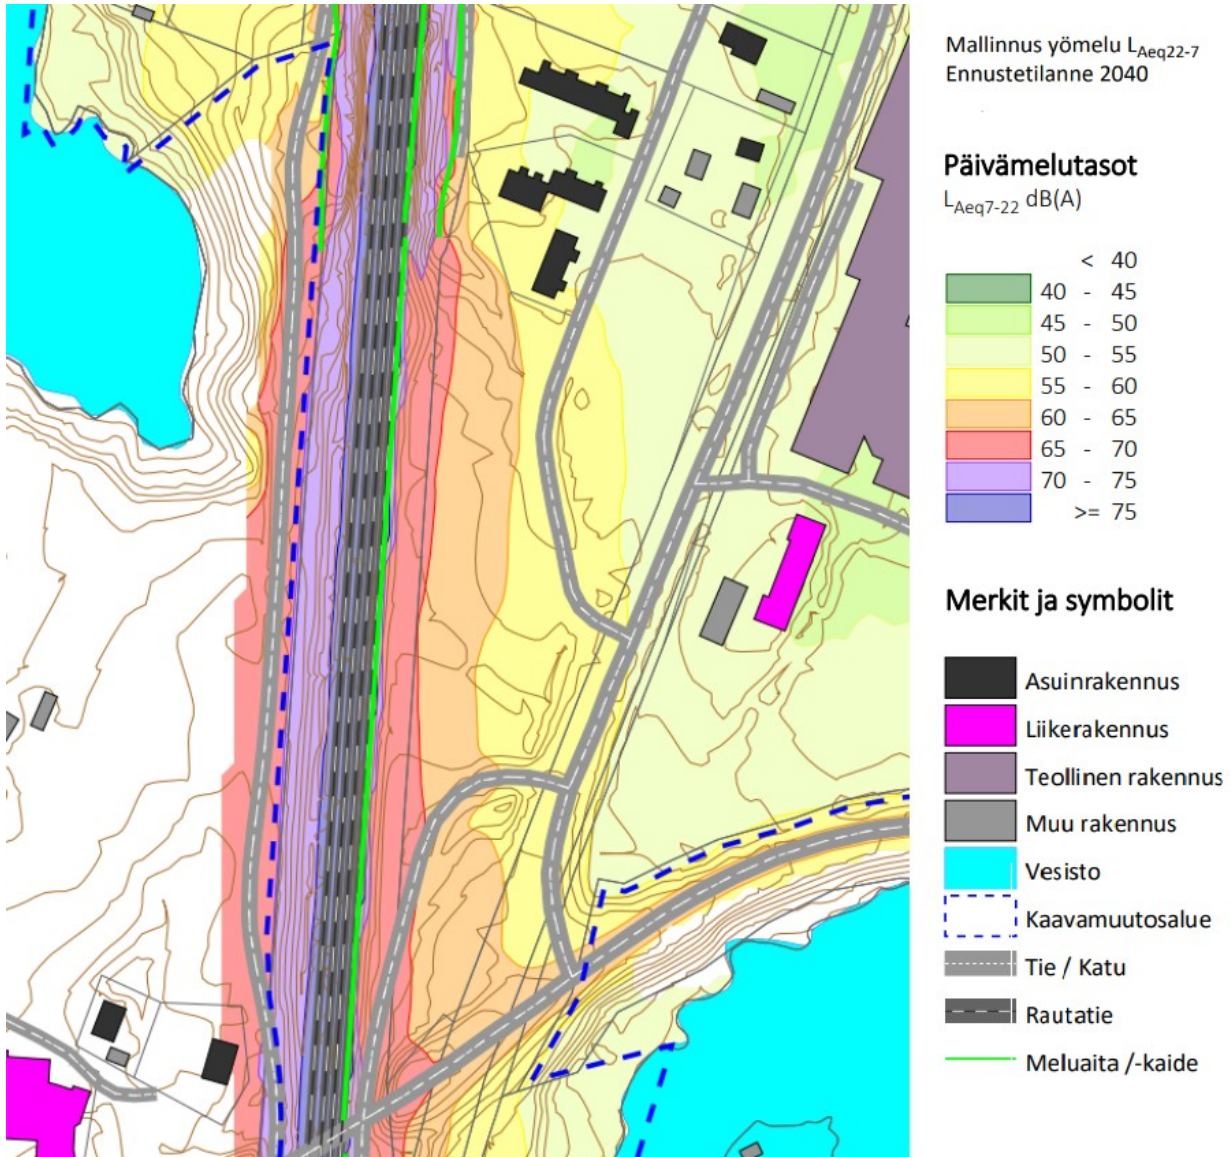 Mallinnus yömelu LAeq22-7
Ennustetilanne 2040
Päivämelutasot
LAeq7-22 dB(A)
< 40
40 - 45
45 - 50
50 - 55
55 - 60
60 - 65
65 - 70
70 - 75
>= 75
Merkit ja symbolit
Asuinrakennus
Liikerakennus
Teollinen rakennus
Muu rakennus
Vesisto
Kaavamuutosalue
Tie / Katu
Rautatie
Meluaita /-kaide